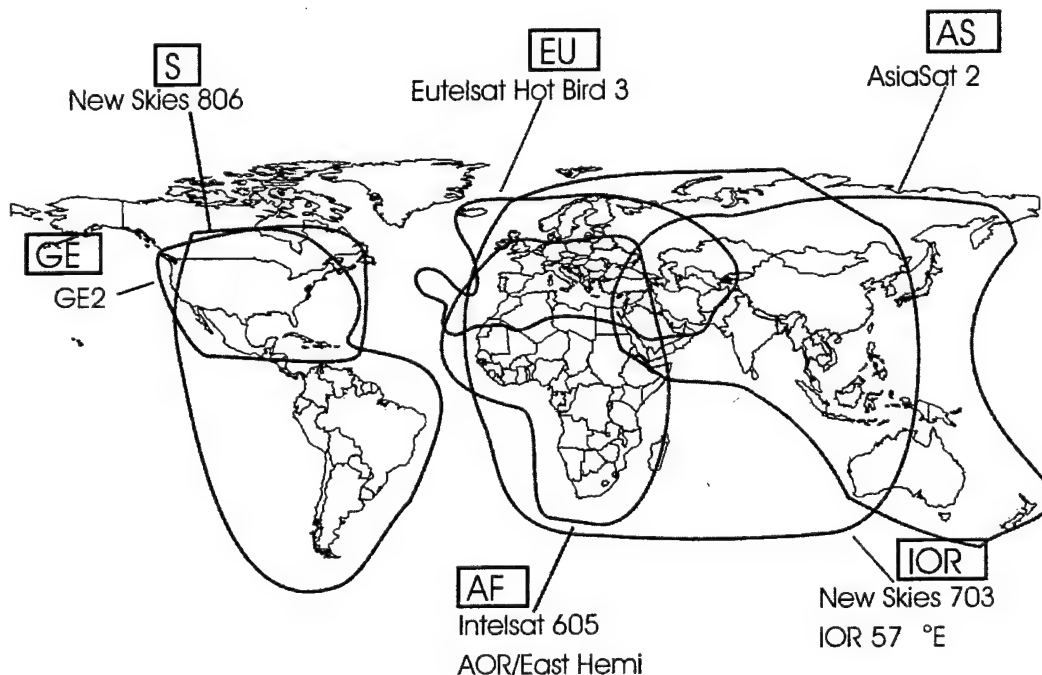 S
New Skies 806
EU
Eutelsat Hot Bird 3
AS
AsiaSat 2
GE
GE2
AF
Intelsat 605
AOR/East Hemi
IOR
New Skies 703
IOR 57 °E